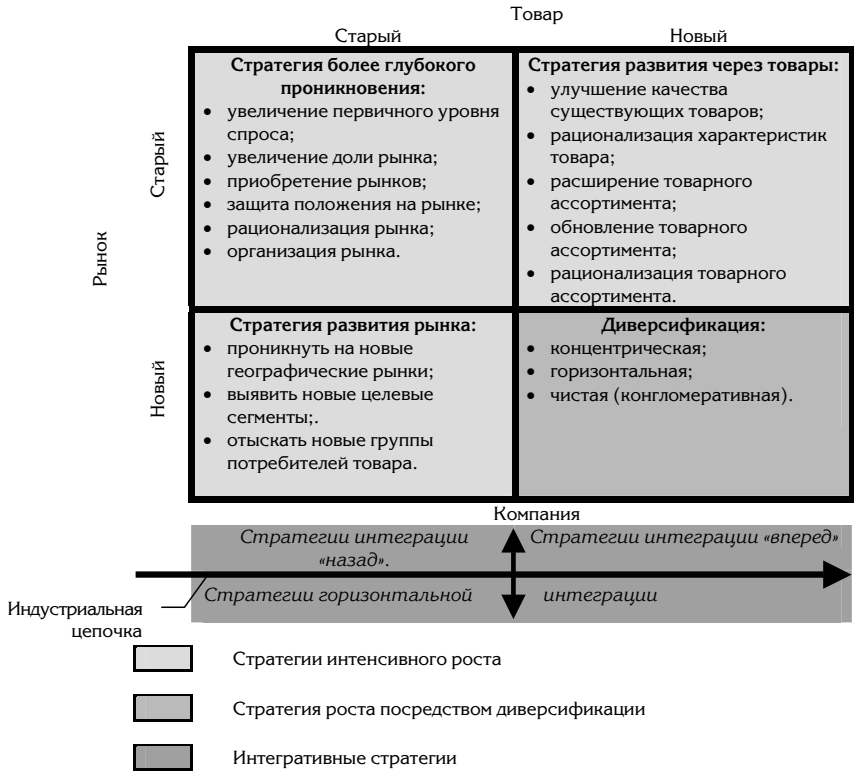 Товар
Старый
Новый
Рынок
Старый
Стратегия более глубокого
проникновения:
• увеличение первичного уровня
спроса;
• увеличение доли рынка;
• приобретение рынков;
• защита положения на рынке;
• рационализация рынка;
• организация рынка.
Стратегия развития через товары:
• улучшение качества
существующих товаров;
• рационализация характеристик
товара;
• расширение товарного
ассортимента;
• обновление товарного
ассортимента;
• рационализация товарного
ассортимента.
Новый
Стратегия развития рынка:
• проникнуть на новые
географические рынки;
• выявить новые целевые
сегменты;.
• отыскать новые группы
потребителей товара.
Диверсификация:
• концентрическая;
• горизонтальная;
• чистая (конгломеративная).
Компания
Стратегии интеграции
«назад».
Стратегии интеграции «вперед»
Стратегии горизонтальной интеграции
Индустриальная
цепочка
Стратегии интенсивного роста
Стратегия роста посредством диверсификации
Интегративные стратегии